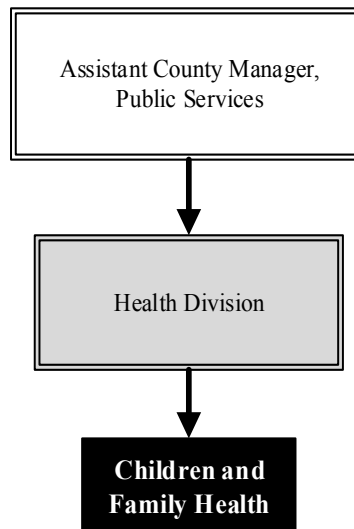 Assistant County Manager,
Public Services
Health Division
Children and
Family Health